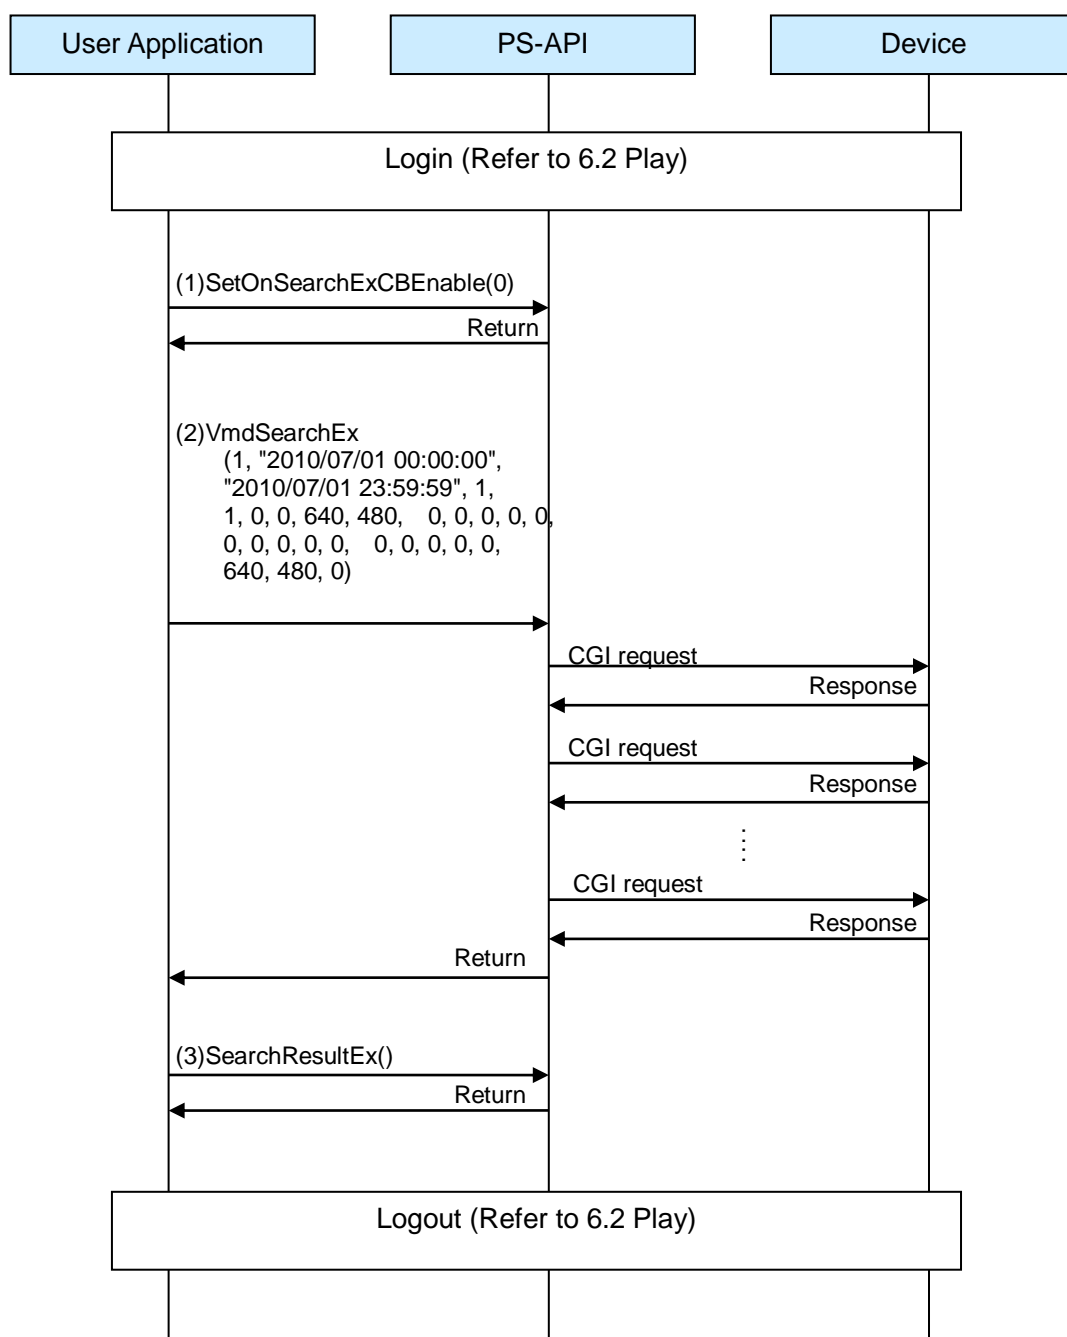 User Application
PS-API
Device
Login (Refer to 6.2 Play)
(1)SetOnSearchExCBEnable(0)
Return
(2)VmdSearchEx
(1, "2010/07/01 00:00:00",
"2010/07/01 23:59:59", 1,
1, 0, 0, 640, 480, 0, 0, 0, 0, 0,
0, 0, 0, 0, 0, 0, 0, 0, 0, 0,
640, 480, 0)
CGI request
Response
CGI request
Response
CGI request
Response
Return
(3)SearchResultEx()
Return
Logout (Refer to 6.2 Play)